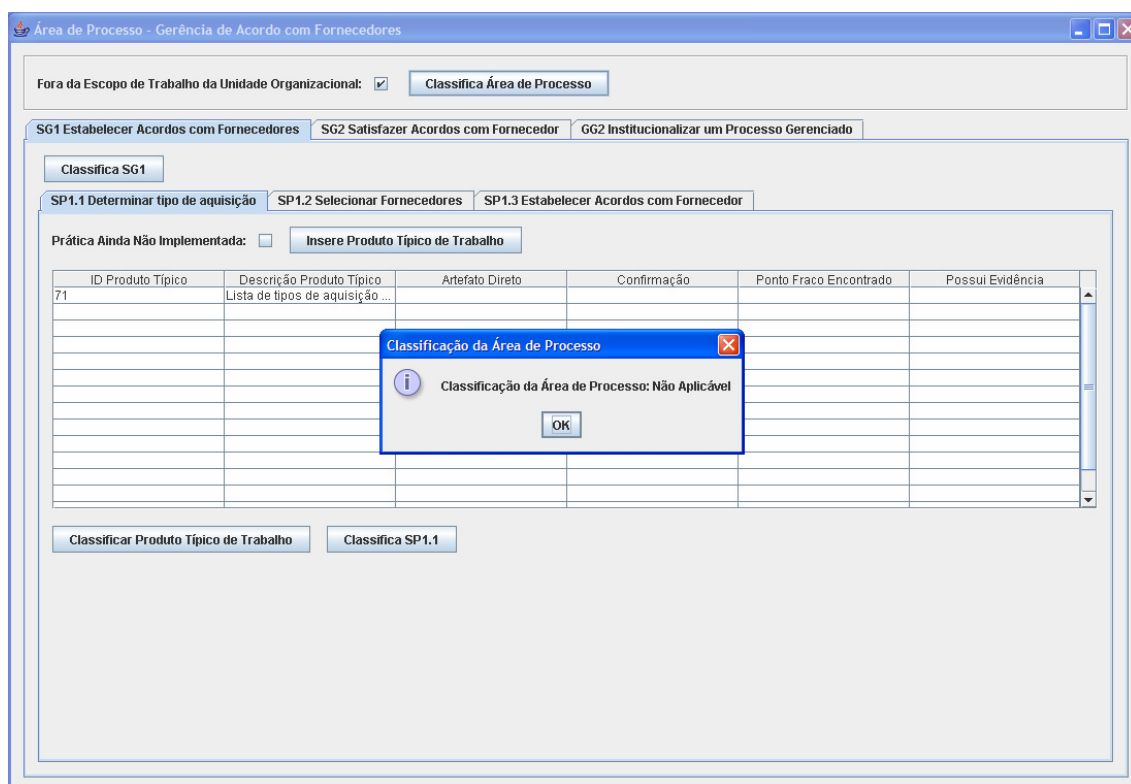 Área de Processo - Gerência de Acordo com Fornecedores
Fora da Escopo de Trabalho da Unidade Organizacional: Classifica Área de Processo
SG1 Estabelecer Acordos com Fornecedores SG2 Satisfazer Acordos com Fornecedor GG2 Institucionalizar um Processo Gerenciado
Classifica SG1
SP1.1 Determinar tipo de aquisição SP1.2 Selecionar Fornecedores SP1.3 Estabelecer Acordos com Fornecedor
Prática Ainda Não Implementada: Insere Produto Típico de Trabalho
ID Produto Típico Descrição Produto Típico Artefato Direto Confirmação Ponto Fraco Encontrado Possui Evidência
71 Lista de tipos de aquisição ...
Classificação da Área de Processo
Classificação da Área de Processo: Não Aplicável
OK
Classificar Produto Típico de Trabalho Classifica SP1.1